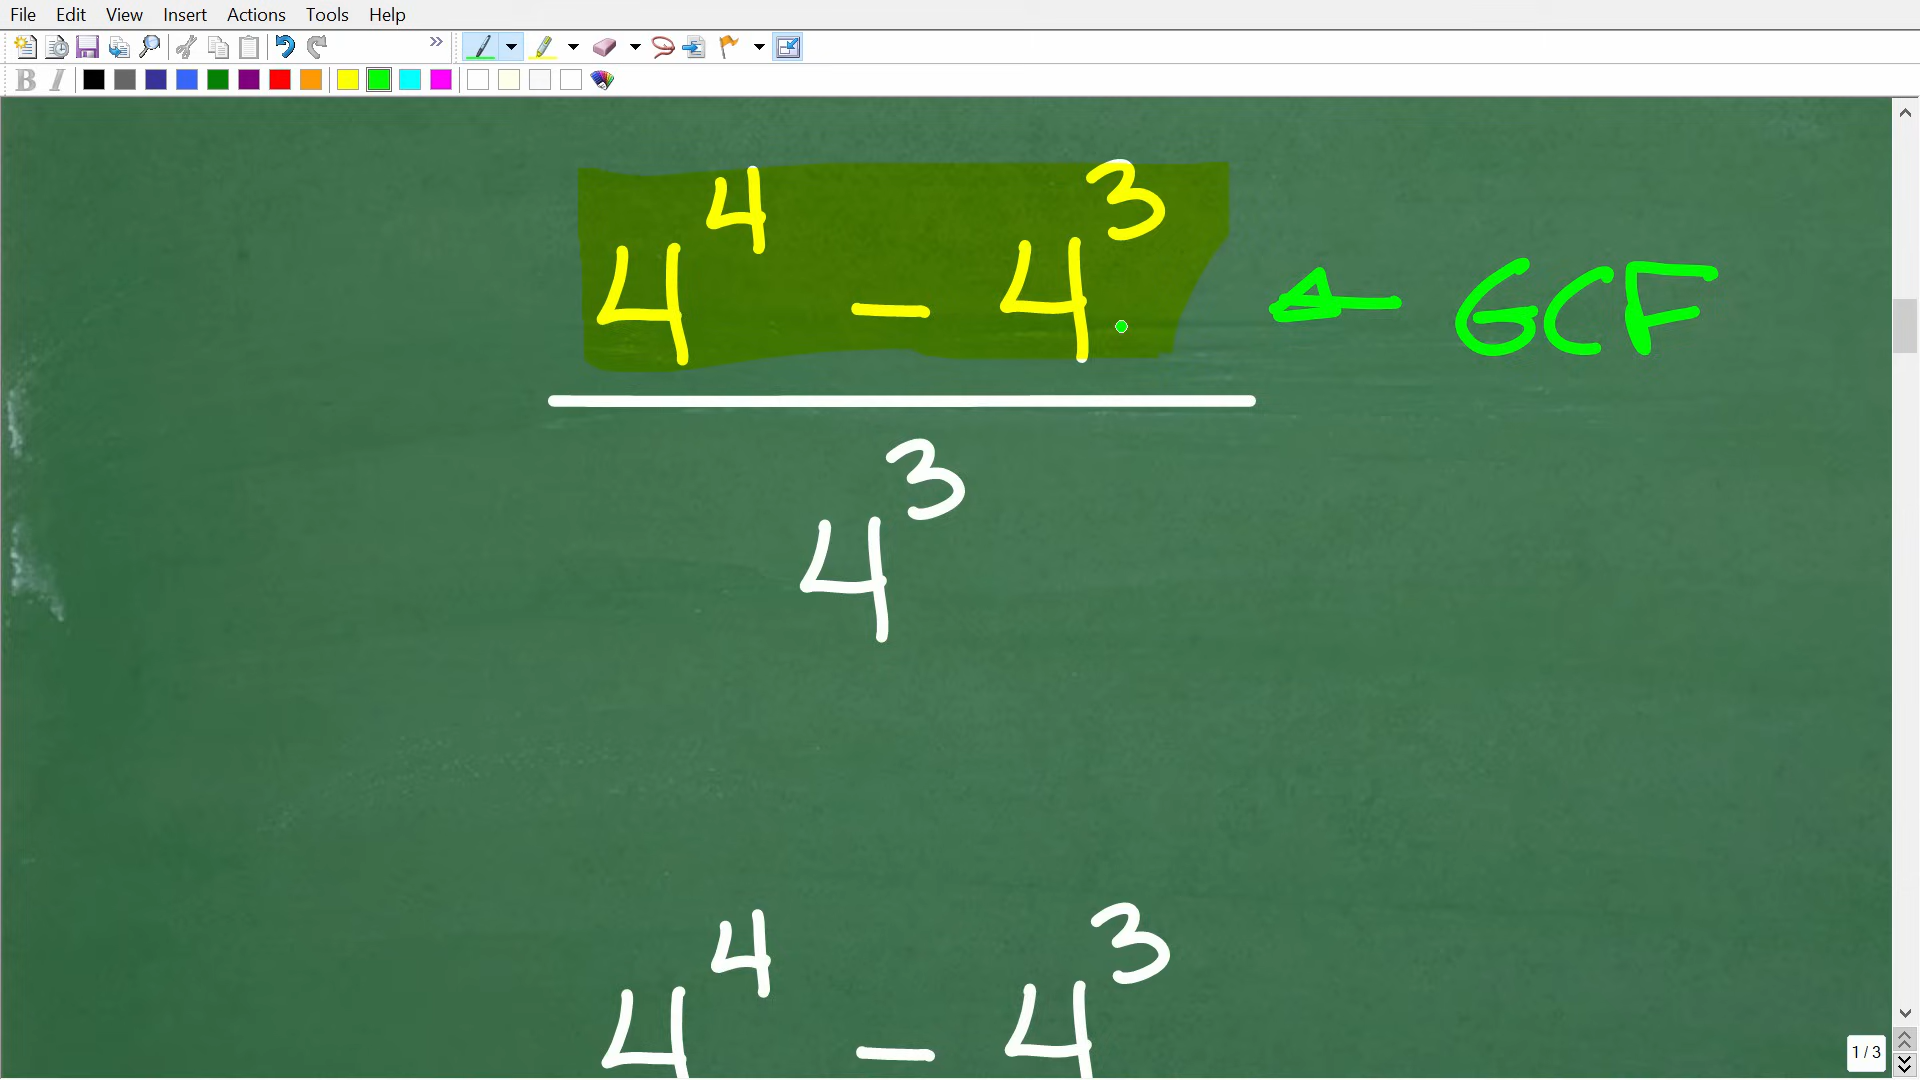 File Edit View Insert Actions Tools Help
B I
4⁴ - 4³ ← GCF
4³
4⁴ - 4³
1 / 3